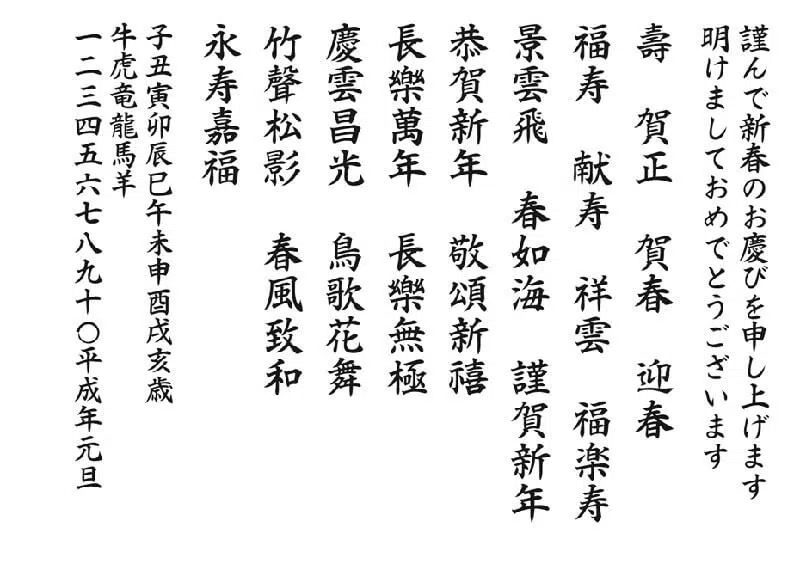 謹んで新春のお慶びを申し上げます
明けましておめでとうございます
壽 賀正 賀春 迎春
福寿 献寿 祥雲 福楽寿
景雲飛 春如海 謹賀新年
恭賀新年 敬頌新禧
長樂萬年 長樂無極
慶雲昌光 鳥歌花舞
竹聲松影 春風致和
永寿嘉福
子丑寅卯辰巳午未申酉戌亥歳
牛虎竜龍馬羊
一二三四五六七八九十〇平成年元旦